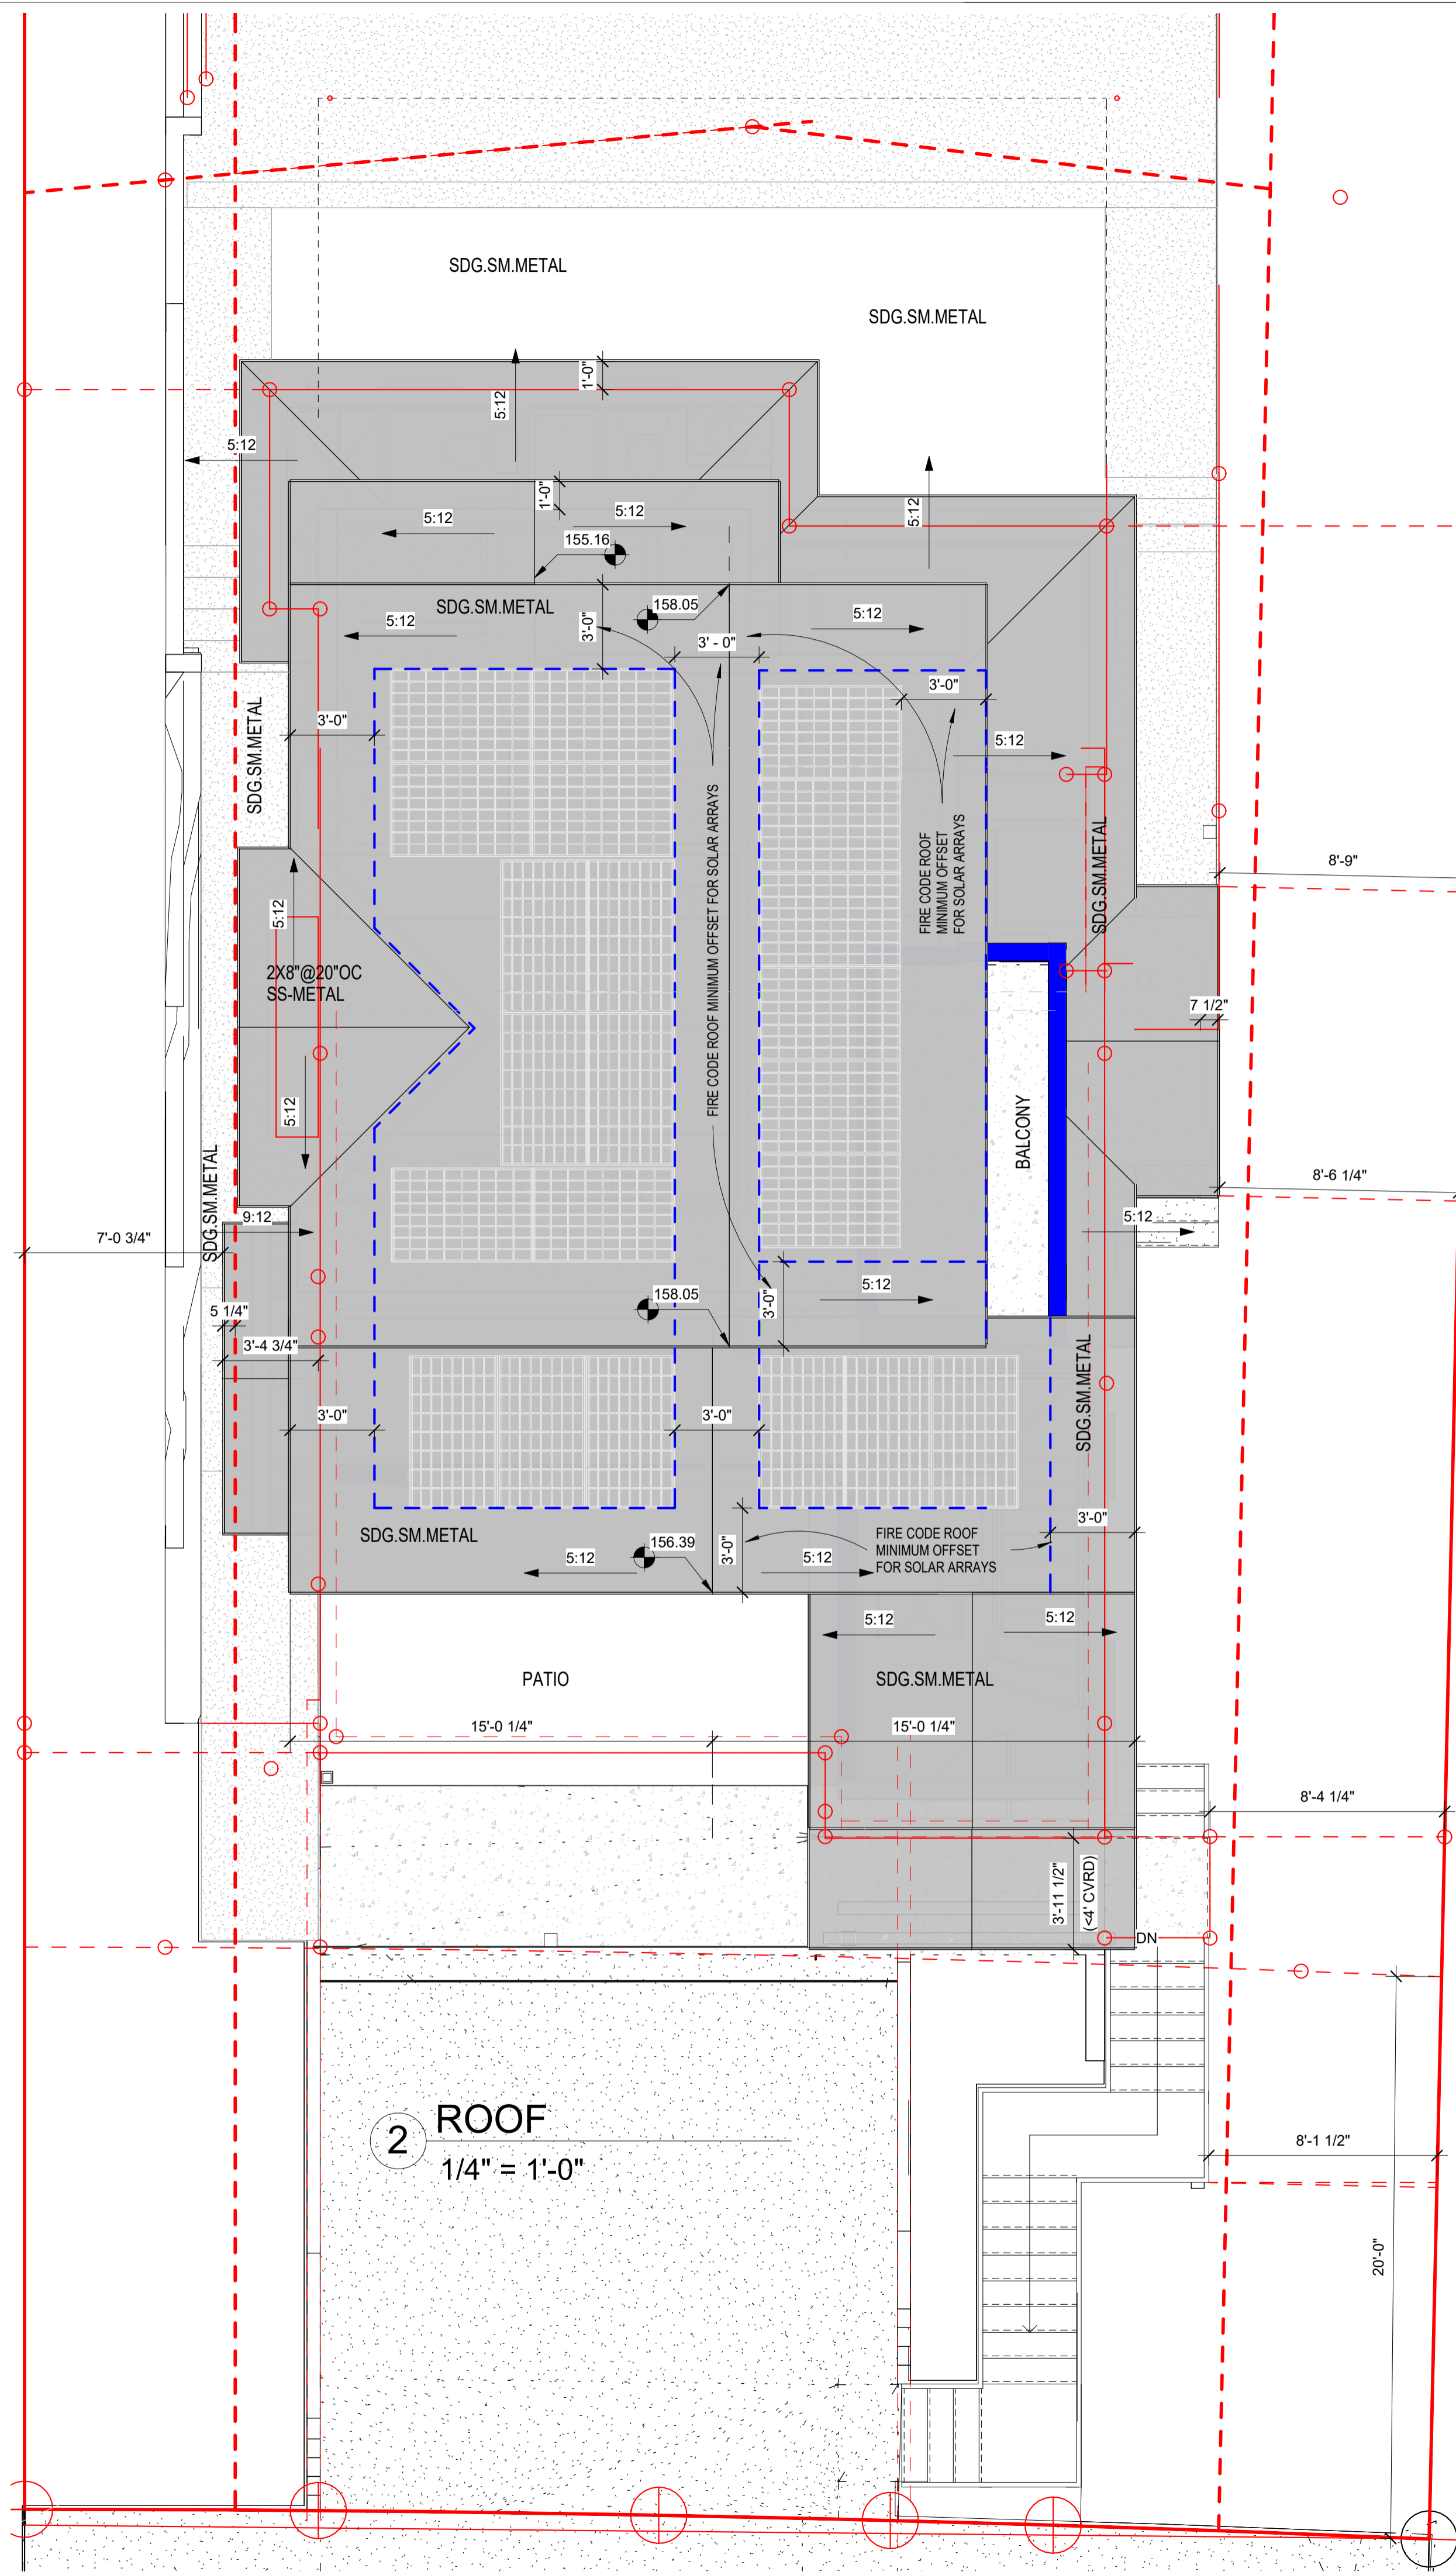 SDG.SM.METAL
SDG.SM.METAL
1'-0"
5:12
5:12
5:12
1'-0"
5:12
5:12
155.16
SDG.SM.METAL
158.05
5:12
5:12
3'-0"
3' - 0"
3'-0"
3'-0"
SDG.SM.METAL
5:12
FIRE CODE ROOF MINIMUM OFFSET FOR SOLAR ARRAYS
FIRE CODE ROOF
MINIMUM OFFSET
FOR SOLAR ARRAYS
SDG.SM.METAL
8'-9"
5:12
2X8"@20"OC
SS-METAL
7 1/2"
5:12
BALCONY
8'-6 1/4"
SDG.SM.METAL
9:12
5:12
7'-0 3/4"
5:12
158.05
3'-0"
5 1/4"
3'-4 3/4"
SDG.SM.METAL
3'-0"
3'-0"
3'-0"
SDG.SM.METAL
156.39
FIRE CODE ROOF
MINIMUM OFFSET
FOR SOLAR ARRAYS
3'-0"
5:12
5:12
5:12
5:12
PATIO
SDG.SM.METAL
15'-0 1/4"
15'-0 1/4"
8'-4 1/4"
3'-11 1/2"
(<4' CVRD)
DN
2
ROOF
1/4" = 1'-0"
8'-1 1/2"
20'-0"